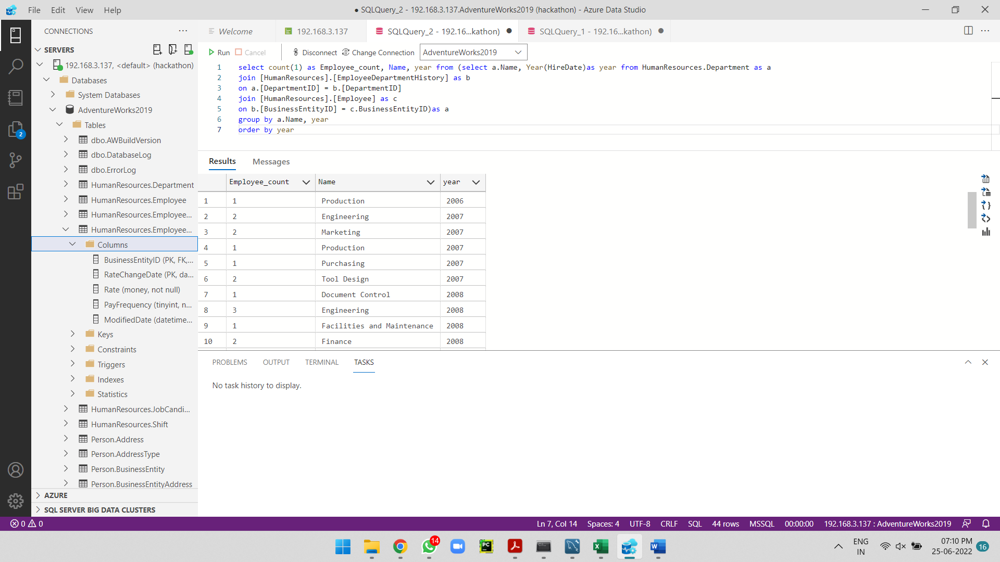 File Edit View Help
● SQLQuery_2 - 192.168.3.137.AdventureWorks2019 (hackathon) - Azure Data Studio
CONNECTIONS
SERVERS
192.168.3.137, <default> (hackathon)
Databases
System Databases
AdventureWorks2019
Tables
dbo.AWBuildVersion
dbo.DatabaseLog
dbo.ErrorLog
HumanResources.Department
HumanResources.Employee
HumanResources.Employee...
HumanResources.Employee...
Columns
BusinessEntityID (PK, FK,...
RateChangeDate (PK, da...
Rate (money, not null)
PayFrequency (tinyint, n...
ModifiedDate (datetime...
Keys
Constraints
Triggers
Indexes
Statistics
HumanResources.JobCandi...
HumanResources.Shift
Person.Address
Person.AddressType
Person.BusinessEntity
Person.BusinessEntityAddress
AZURE
SQL SERVER BIG DATA CLUSTERS
2
Welcome 192.168.3.137 SQLQuery_2 - 192.16...kathon) SQLQuery_1 - 192.16...kathon)
Run Cancel Disconnect Change Connection AdventureWorks2019
1 select count(1) as Employee_count, Name, year from (select a.Name, Year(HireDate)as year from HumanResources.Department as a
2 join [HumanResources].[EmployeeDepartmentHistory] as b
3 on a.[DepartmentID] = b.[DepartmentID]
4 join [HumanResources].[Employee] as c
5 on b.[BusinessEntityID] = c.BusinessEntityID)as a
6 group by a.Name, year
7 order by year
Results Messages
Employee_count Name year
1 1 Production 2006
2 2 Engineering 2007
3 2 Marketing 2007
4 1 Production 2007
5 1 Purchasing 2007
6 2 Tool Design 2007
7 1 Document Control 2008
8 3 Engineering 2008
9 1 Facilities and Maintenance 2008
10 2 Finance 2008
PROBLEMS OUTPUT TERMINAL TASKS
No task history to display.
0 0 Ln 7, Col 14 Spaces: 4 UTF-8 CRLF SQL 44 rows MSSQL 00:00:00 192.168.3.137 : AdventureWorks2019
14
PC
W
ENG
IN
07:10 PM
25-06-2022
16